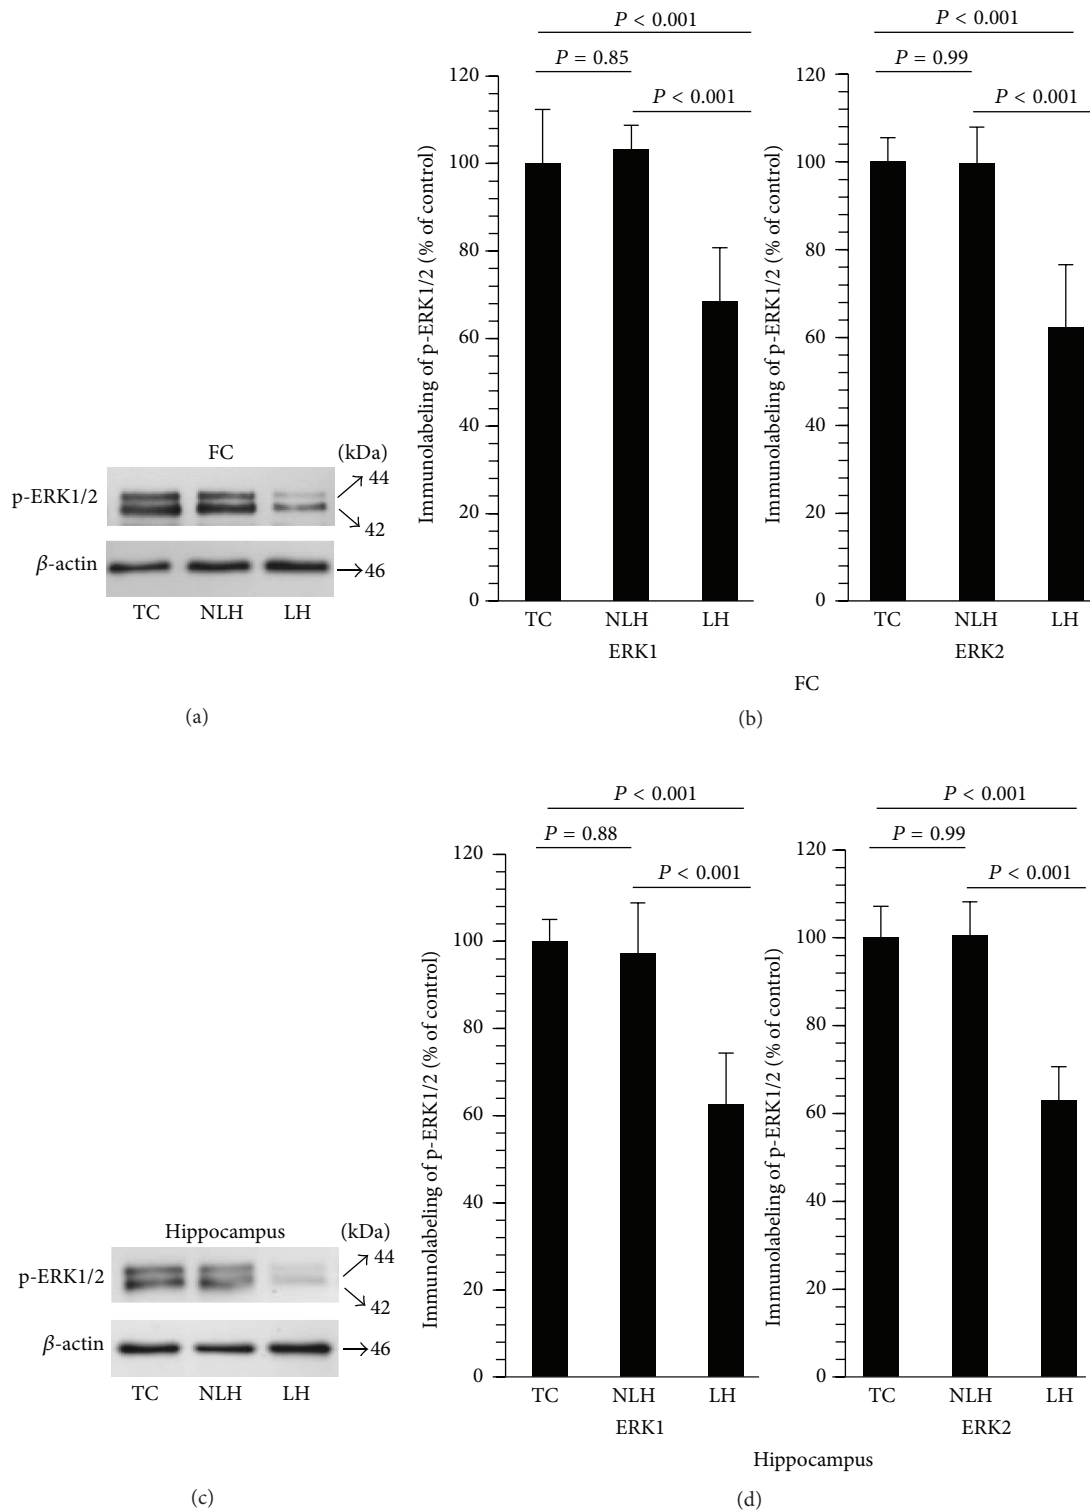 FC
(kDa)
p-ERK1/2
44
42
β-actin
46
TC NLH LH
(a)
P < 0.001
P = 0.85
P < 0.001
Immunolabeling of p-ERK1/2 (% of control)
120
100
80
60
40
20
0
TC NLH LH
ERK1
P < 0.001
P = 0.99
P < 0.001
Immunolabeling of p-ERK1/2 (% of control)
120
100
80
60
40
20
0
TC NLH LH
ERK2
FC
(b)
Hippocampus
(kDa)
p-ERK1/2
44
42
β-actin
46
TC NLH LH
(c)
P < 0.001
P = 0.88
P < 0.001
Immunolabeling of p-ERK1/2 (% of control)
120
100
80
60
40
20
0
TC NLH LH
ERK1
P < 0.001
P = 0.99
P < 0.001
Immunolabeling of p-ERK1/2 (% of control)
120
100
80
60
40
20
0
TC NLH LH
ERK2
Hippocampus
(d)